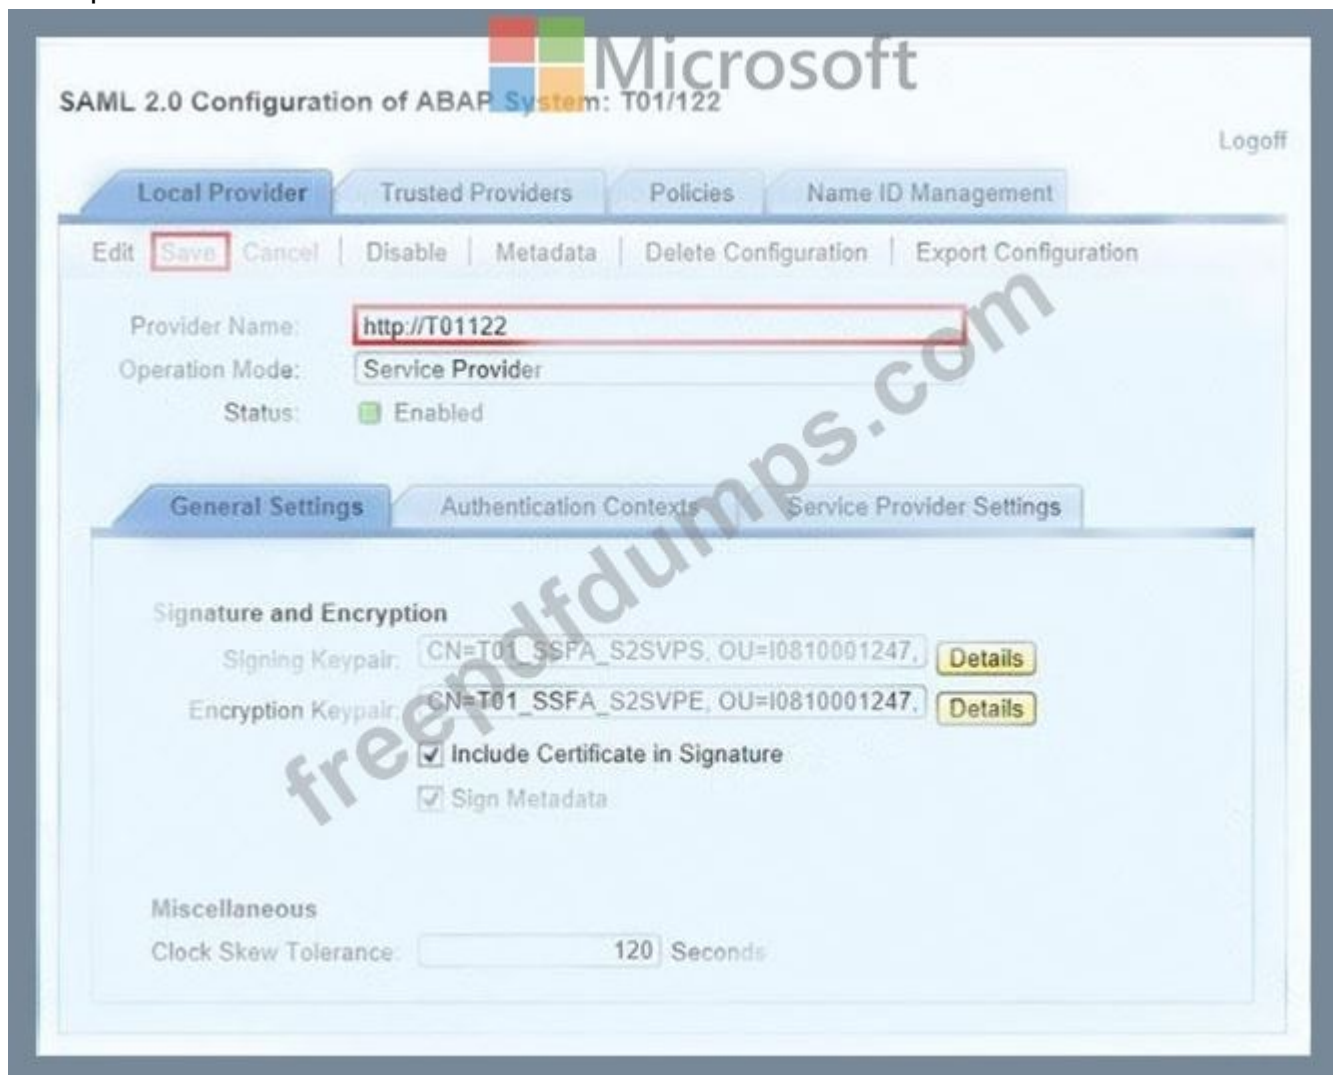 Microsoft
SAML 2.0 Configuration of ABAP System: T01/122
Logoff
Local Provider Trusted Providers Policies Name ID Management
Edit Save Cancel Disable Metadata Delete Configuration Export Configuration
Provider Name: http://T01122
Operation Mode: Service Provider
Status: Enabled
General Settings Authentication Contexts Service Provider Settings
Signature and Encryption
Signing Keypair: CN=T01_SSFA_S2SVPS, OU=I0810001247, Details
Encryption Keypair: CN=T01_SSFA_S2SVPE, OU=I0810001247, Details
Include Certificate in Signature
Sign Metadata
Miscellaneous
Clock Skew Tolerance: 120 Seconds
freepdfdumps.com